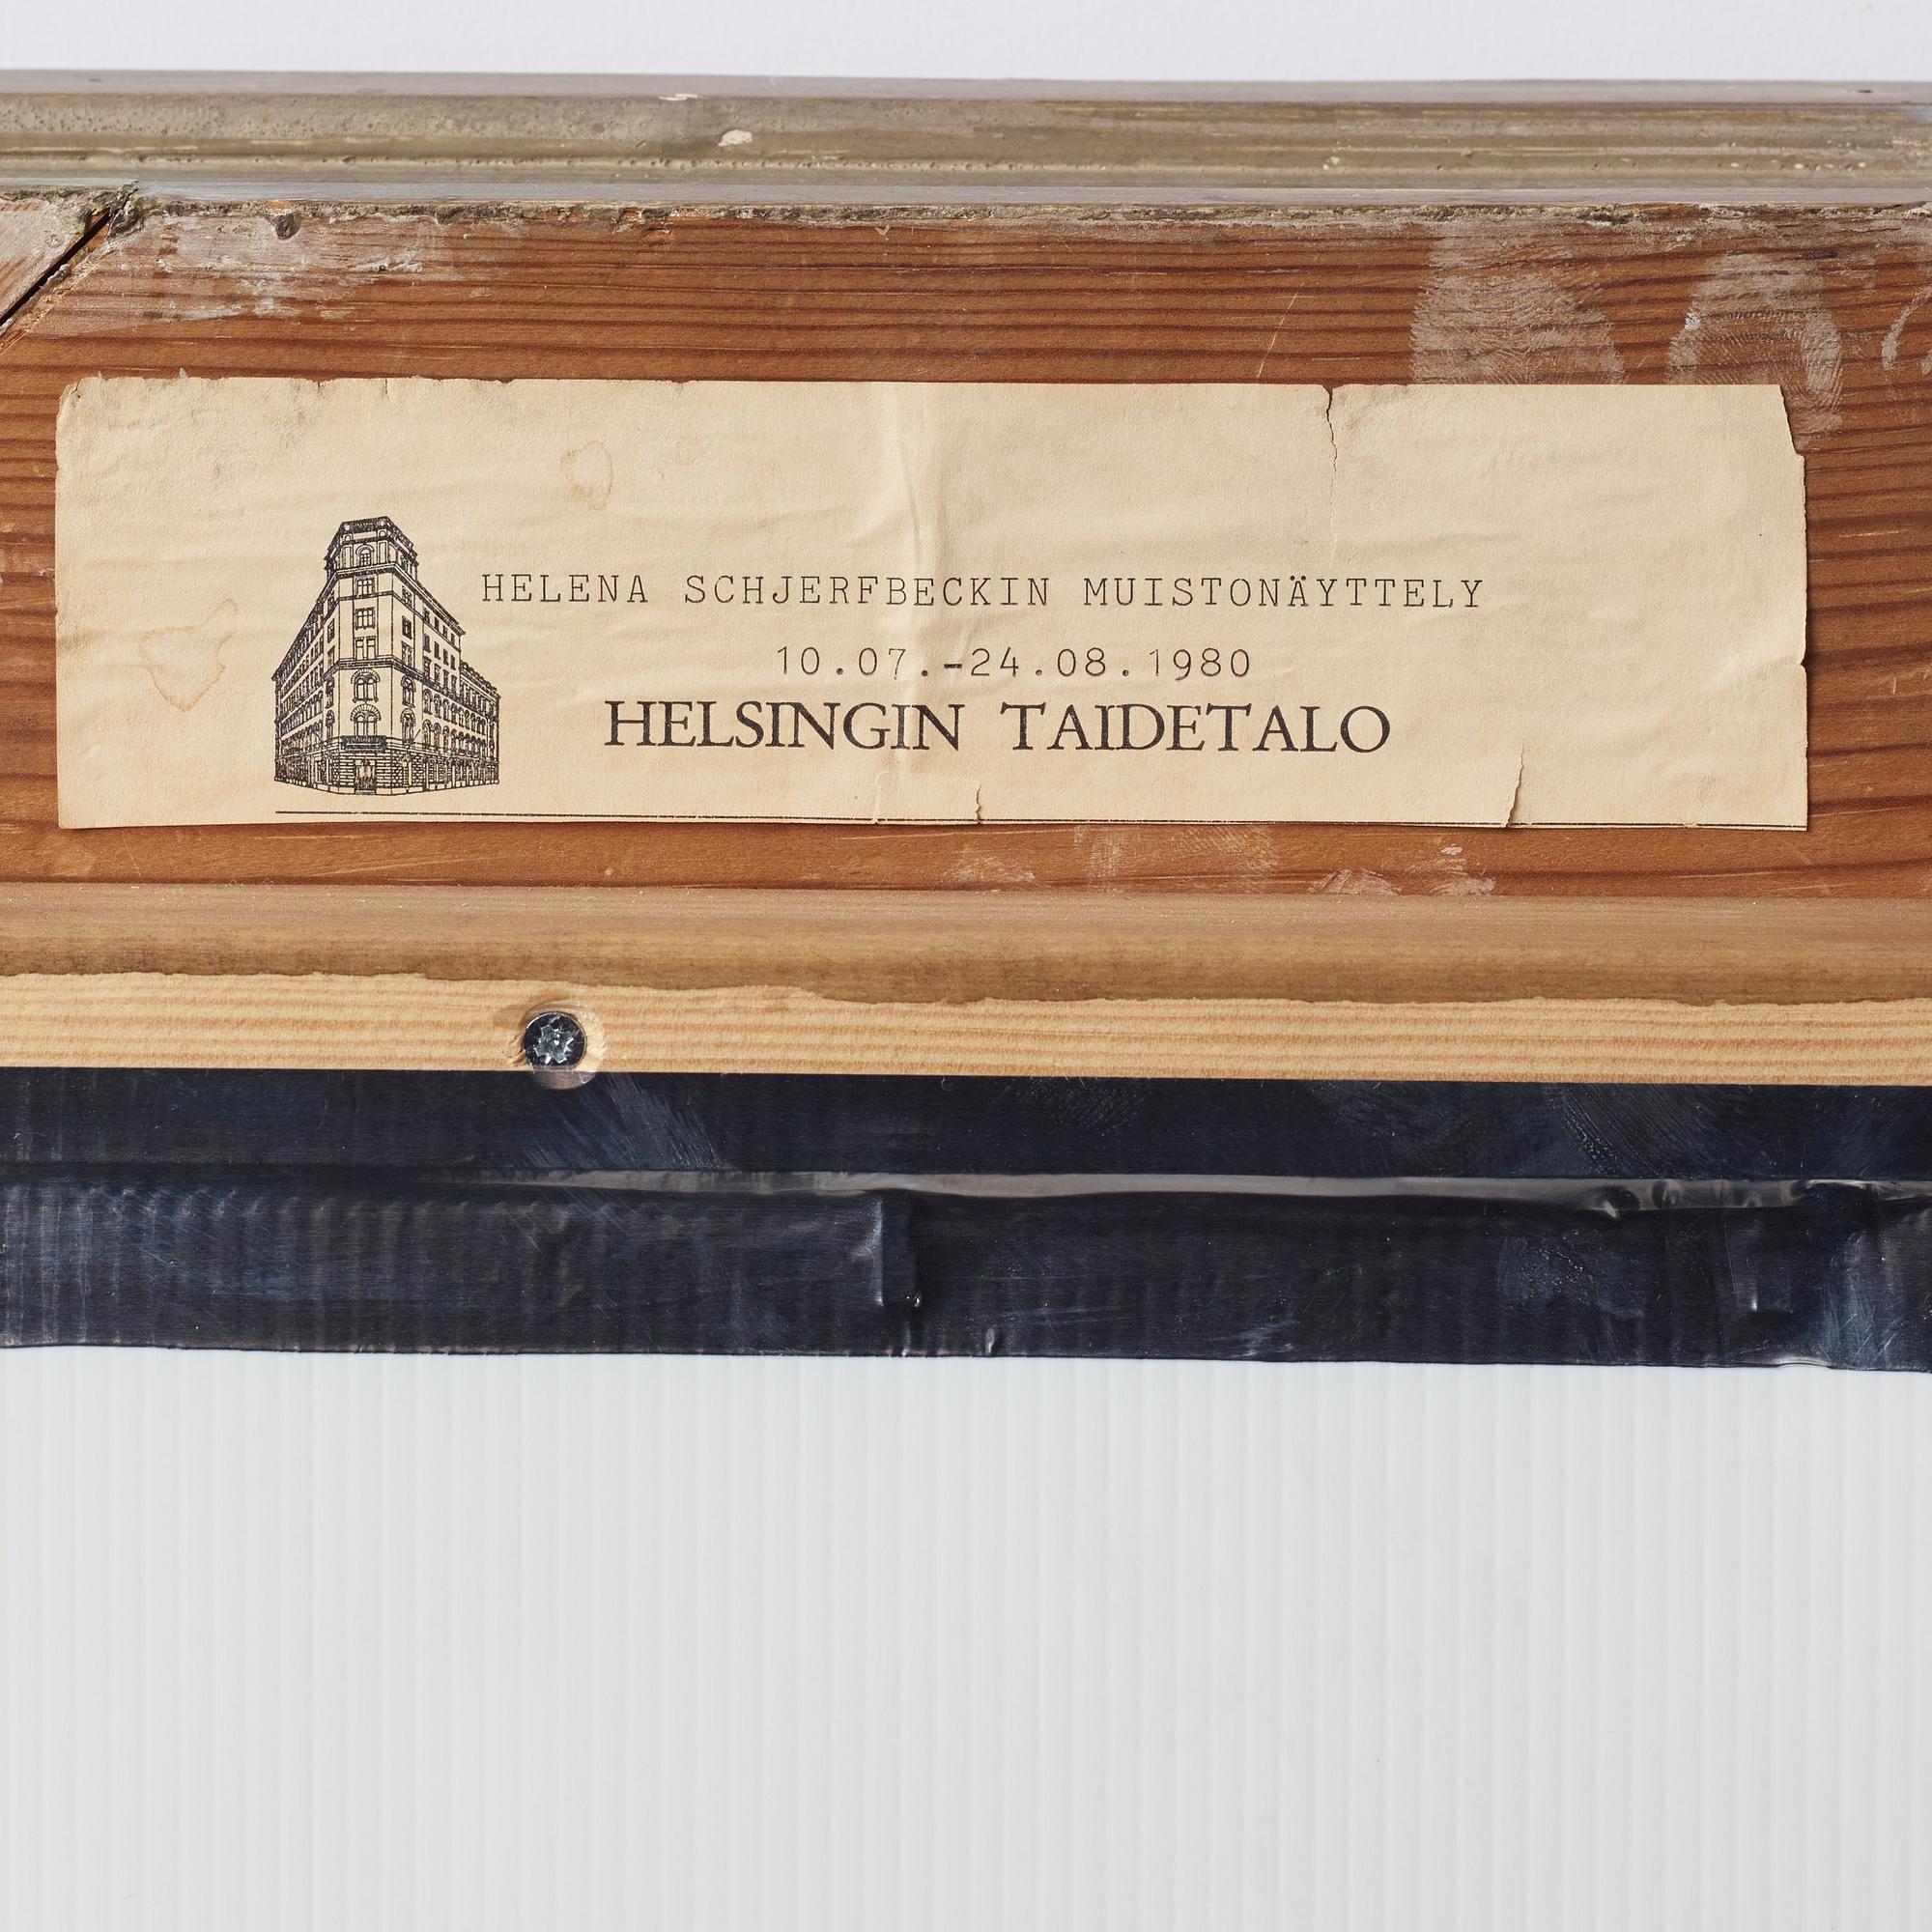 HELENA SCHJERFBECKIN MUISTONÄYTTELY
10.07.-24.08.1980
HELSINGIN TAIDETALO